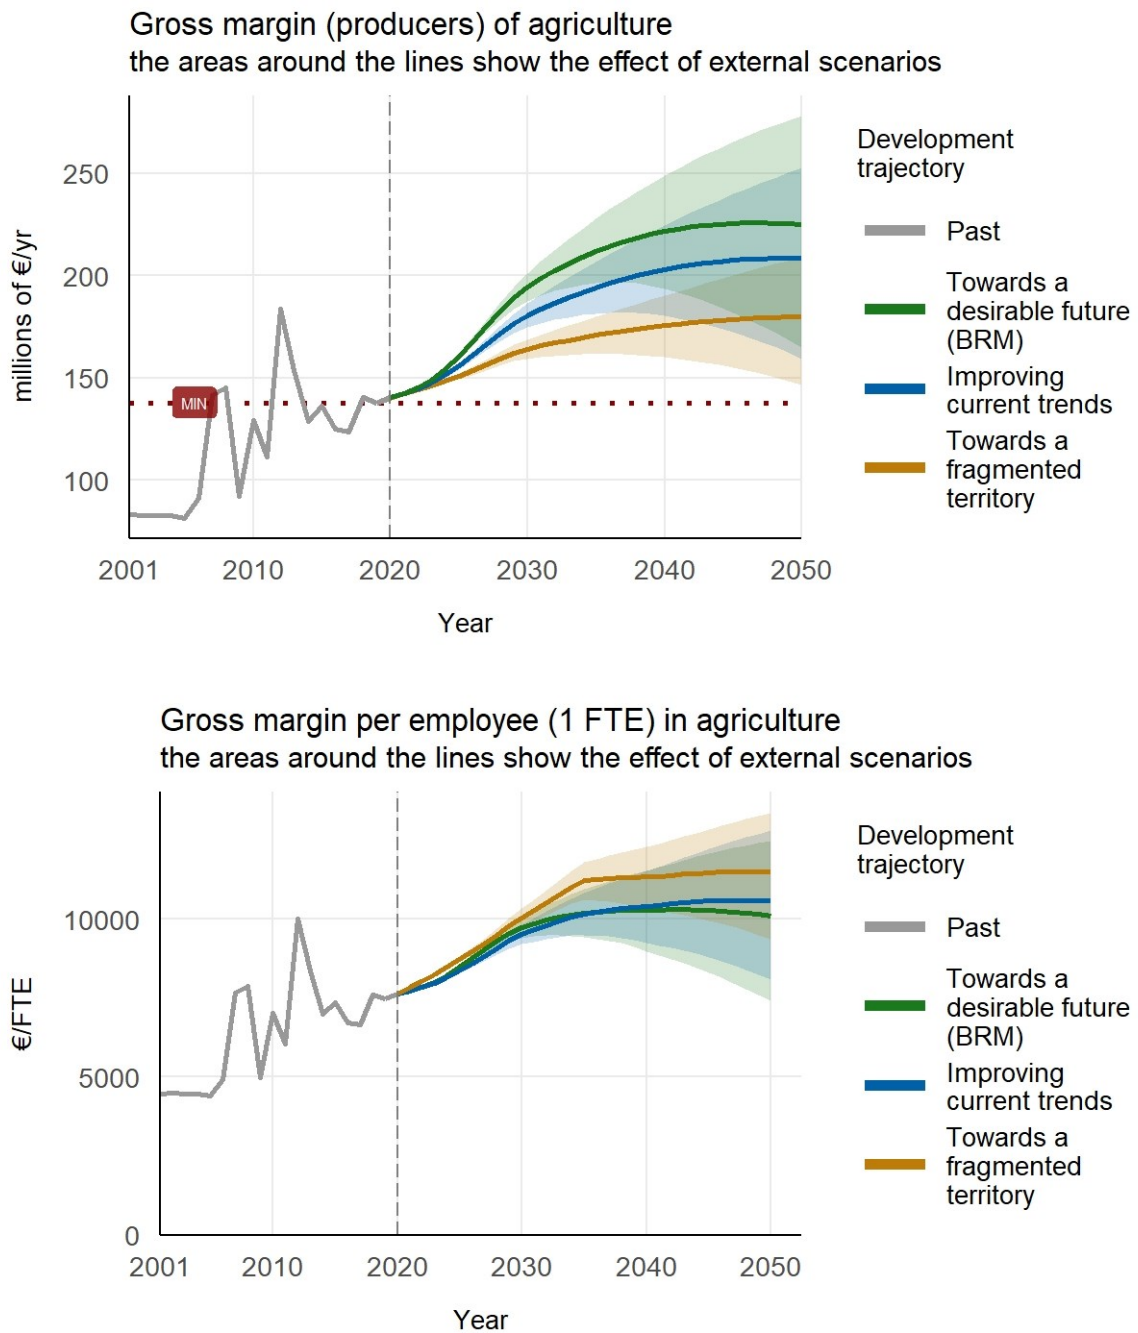 Gross margin (producers) of agriculture
the areas around the lines show the effect of external scenarios
millions of €/yr
250
200
150
100
MIN
2001 2010 2020 2030 2040 2050
Year
Development
trajectory
Past
Towards a
desirable future
(BRM)
Improving
current trends
Towards a
fragmented
territory
Gross margin per employee (1 FTE) in agriculture
the areas around the lines show the effect of external scenarios
€/FTE
10000
5000
0
2001 2010 2020 2030 2040 2050
Year
Development
trajectory
Past
Towards a
desirable future
(BRM)
Improving
current trends
Towards a
fragmented
territory